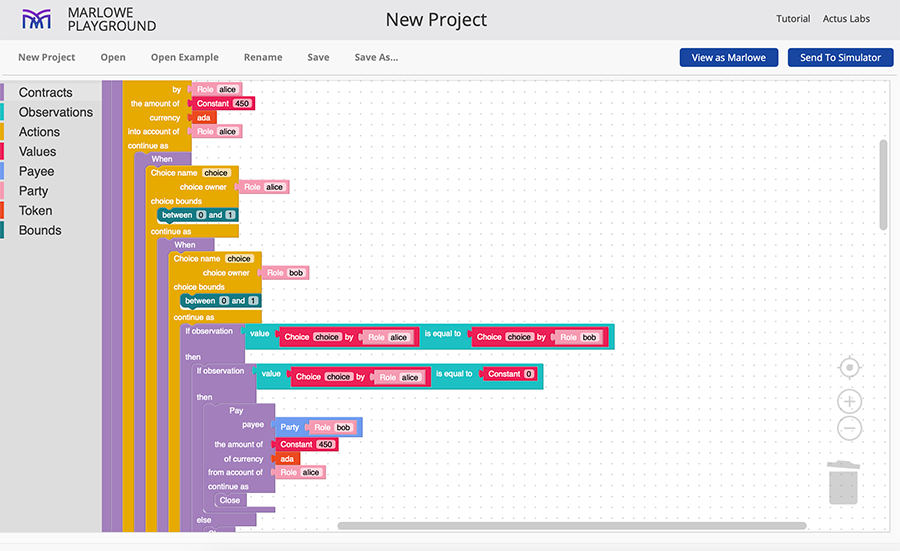 MARLOWE
PLAYGROUND
New Project
Tutorial Actus Labs
New Project Open Open Example Rename Save Save As...
View as Marlowe Send To Simulator
Contracts
Observations
Actions
Values
Payee
Party
Token
Bounds
by Role alice
the amount of Constant 450
currency ada
into account of Role alice
continue as
When
Choice name choice
choice owner Role alice
choice bounds
between 0 and 1
continue as
When
Choice name choice
choice owner Role bob
choice bounds
between 0 and 1
continue as
If observation value Choice choice by Role alice is equal to Choice choice by Role bob
then
If observation value Choice choice by Role alice is equal to Constant 0
then
Pay
payee Party Role bob
the amount of Constant 450
of currency ada
from account of Role alice
continue as
Close
else